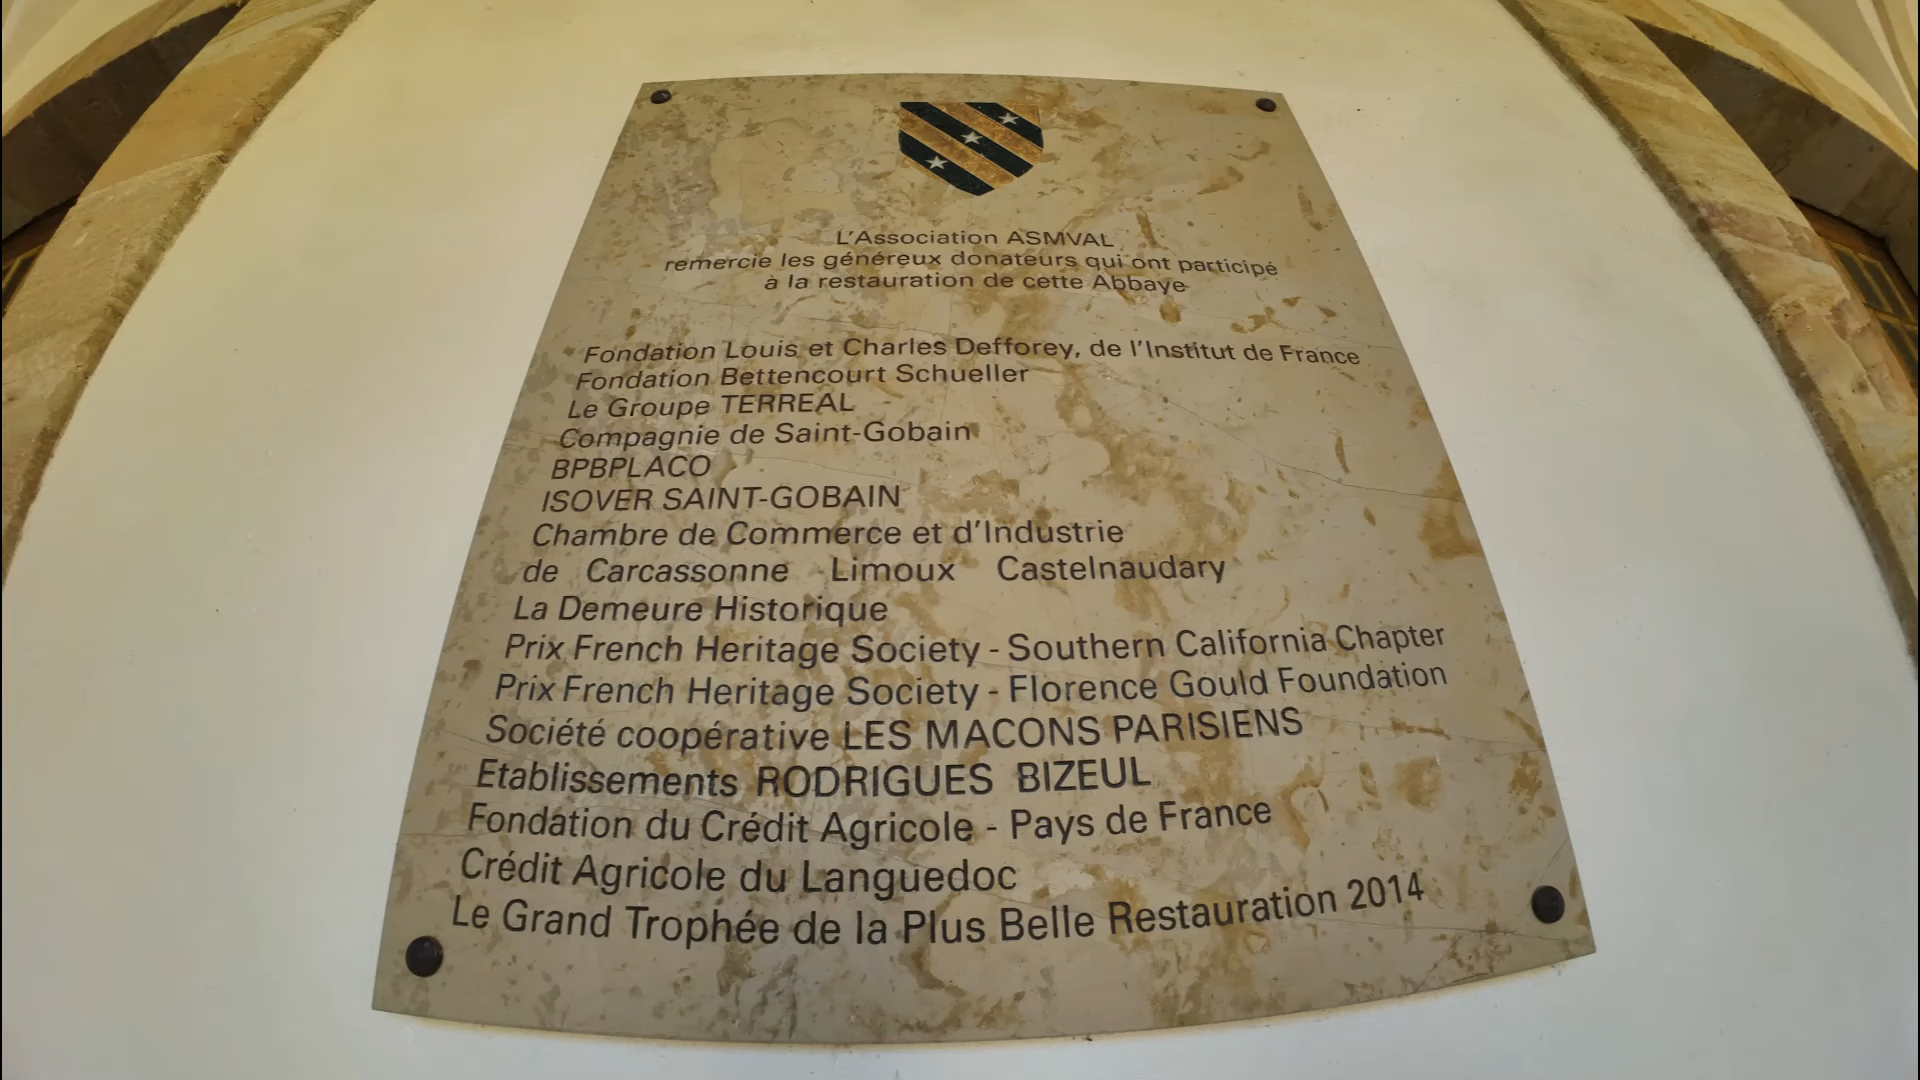 L'Association ASMVAL
remercie les généreux donateurs qui ont participé
à la restauration de cette Abbaye
Fondation Louis et Charles Defforey, de l'Institut de France
Fondation Bettencourt Schueller
Le Groupe TERREAL
Compagnie de Saint-Gobain
BPBPLACO
ISOVER SAINT-GOBAIN
Chambre de Commerce et d'Industrie
de Carcassonne Limoux Castelnaudary
La Demeure Historique
Prix French Heritage Society - Southern California Chapter
Prix French Heritage Society - Florence Gould Foundation
Société coopérative LES MACONS PARISIENS
Etablissements RODRIGUES BIZEUL
Fondation du Crédit Agricole - Pays de France
Crédit Agricole du Languedoc
Le Grand Trophée de la Plus Belle Restauration 2014